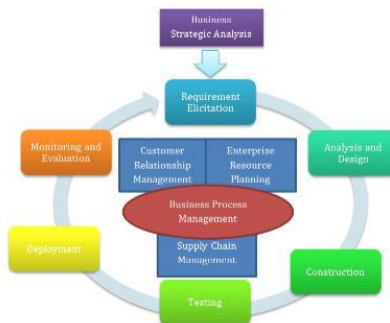 Business
Strategic Analysis
Requirement
Elicitation
Monitoring and
Evaluation
Customer
Relationship
Management
Enterprise
Resource
Planning
Analysis and
Design
Business Process
Management
Deployment
Supply Chain
Management
Construction
Testing